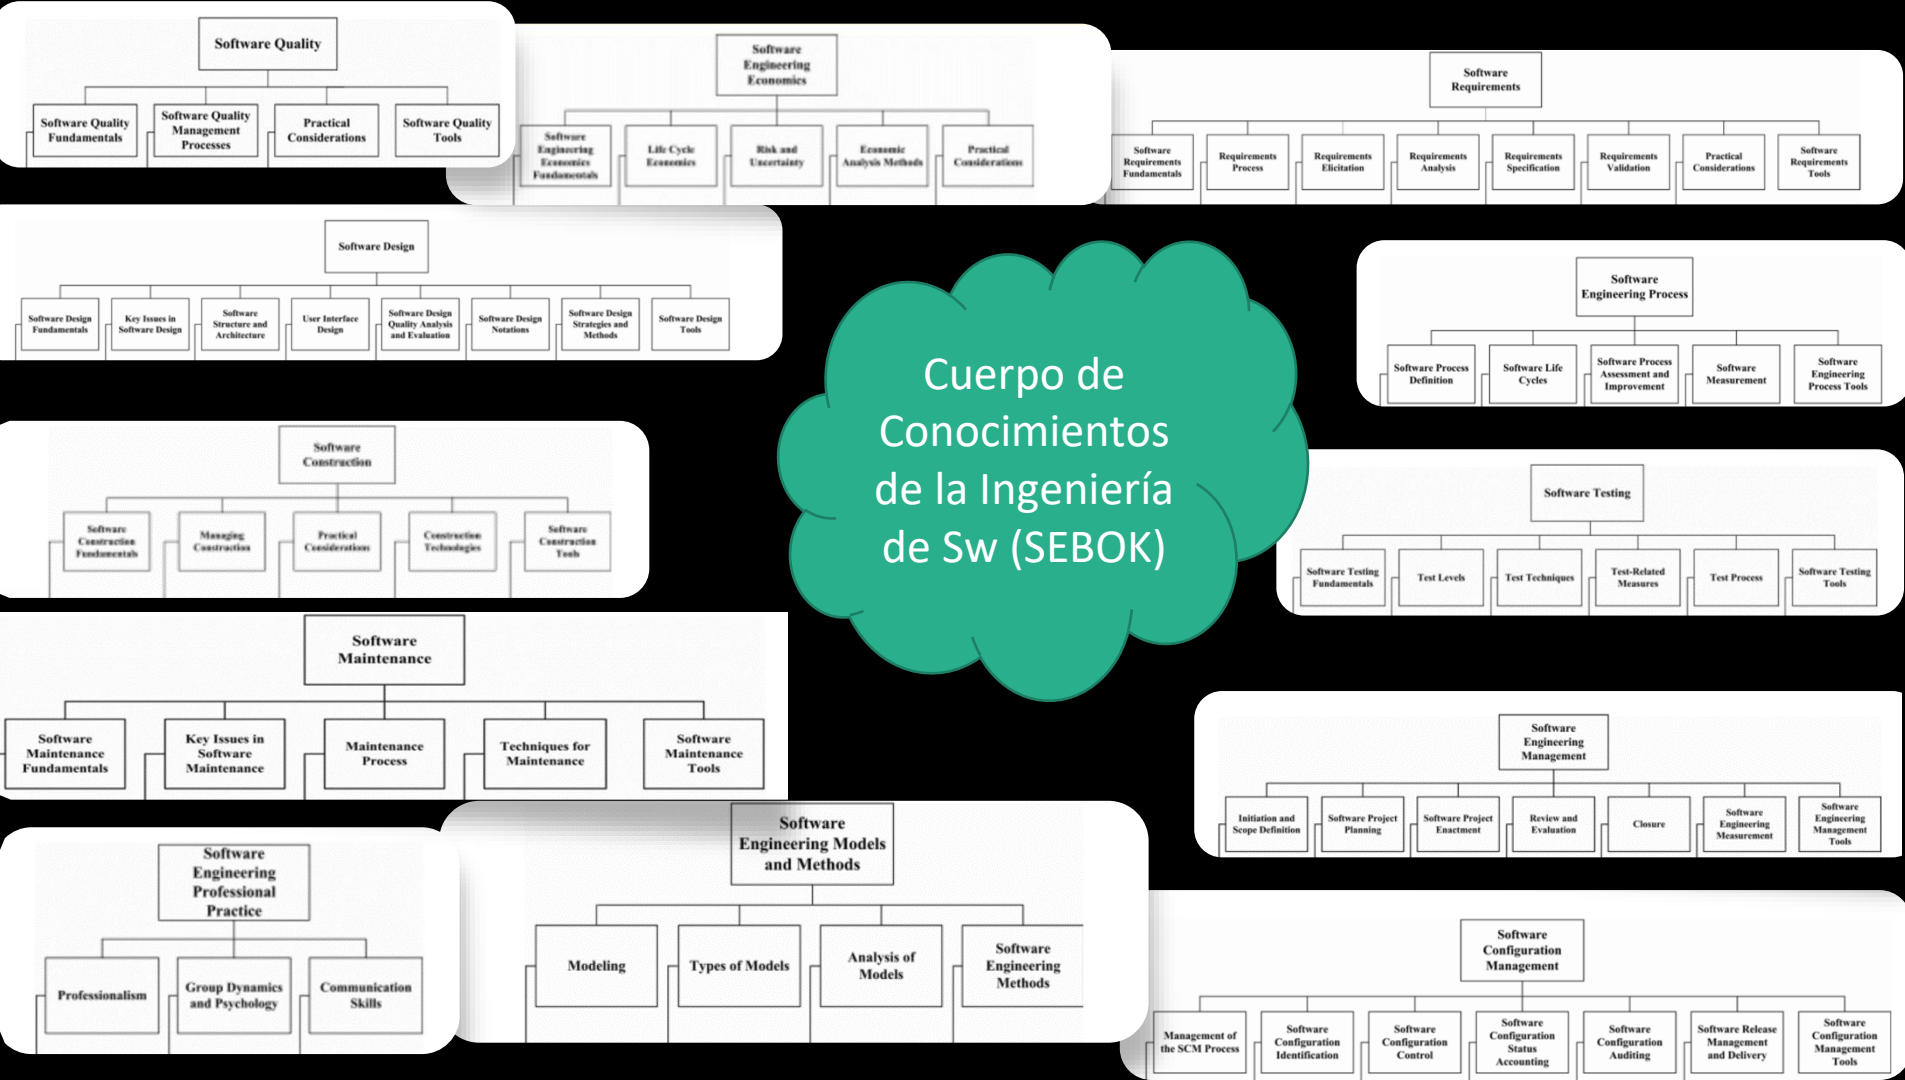 Software Quality
Software Quality
Fundamentals
Software Quality
Management
Processes
Practical
Considerations
Software Quality
Tools
Software
Engineering
Economics
Software
Engineering
Economics
Fundamentals
Life Cycle
Economics
Risk and
Uncertainty
Economic
Analysis Methods
Practical
Considerations
Software
Requirements
Software
Requirements
Fundamentals
Requirements
Process
Requirements
Elicitation
Requirements
Analysis
Requirements
Specification
Requirements
Validation
Practical
Considerations
Software
Requirements
Tools
Software Design
Software Design
Fundamentals
Key Issues in
Software Design
Software
Structure and
Architecture
User Interface
Design
Software Design
Quality Analysis
and Evaluation
Software Design
Notations
Software Design
Strategies and
Methods
Software Design
Tools
Cuerpo de
Conocimientos
de la Ingeniería
de Sw (SEBOK)
Software
Engineering Process
Software Process
Definition
Software Life
Cycles
Software Process
Assessment and
Improvement
Software
Measurement
Software
Engineering
Process Tools
Software
Construction
Software
Construction
Fundamentals
Managing
Construction
Practical
Considerations
Construction
Technologies
Software
Construction
Tools
Software Testing
Software Testing
Fundamentals
Test Levels
Test Techniques
Test-Related
Measures
Test Process
Software Testing
Tools
Software
Maintenance
Software
Maintenance
Fundamentals
Key Issues in
Software
Maintenance
Maintenance
Process
Techniques for
Maintenance
Software
Maintenance
Tools
Software
Engineering
Management
Initiation and
Scope Definition
Software Project
Planning
Software Project
Enactment
Review and
Evaluation
Closure
Software
Engineering
Measurement
Software
Engineering
Management
Tools
Software
Engineering
Professional
Practice
Professionalism
Group Dynamics
and Psychology
Communication
Skills
Software
Engineering Models
and Methods
Modeling
Types of Models
Analysis of
Models
Software
Engineering
Methods
Software
Configuration
Management
Management of
the SCM Process
Software
Configuration
Identification
Software
Configuration
Control
Software
Configuration
Status
Accounting
Software
Configuration
Auditing
Software Release
Management
and Delivery
Software
Configuration
Management
Tools